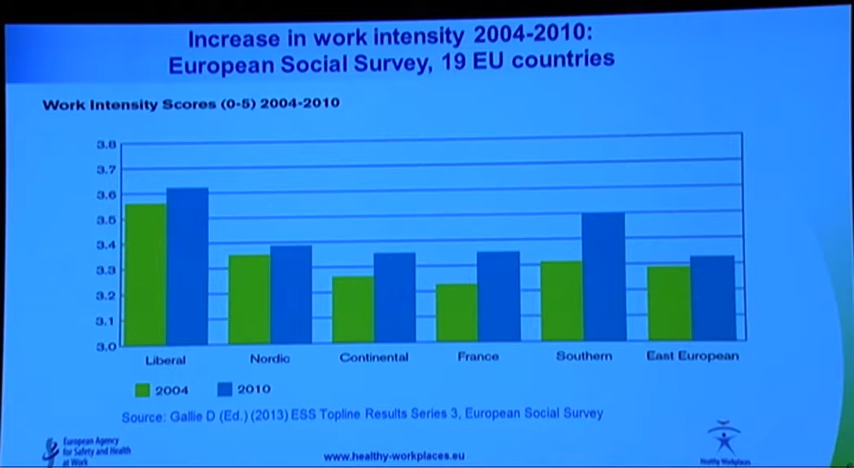 Increase in work intensity 2004-2010:
European Social Survey, 19 EU countries
Work Intensity Scores (0-5) 2004-2010
3.8
3.7
3.6
3.5
3.4
3.3
3.2
3.1
3.0
Liberal Nordic Continental France Southern East European
2004 2010
Source: Gallie D (Ed.) (2013) ESS Topline Results Series 3, European Social Survey
European Agency
for Safety and Health
at Work
www.healthy-workplaces.eu
Healthy Workplaces